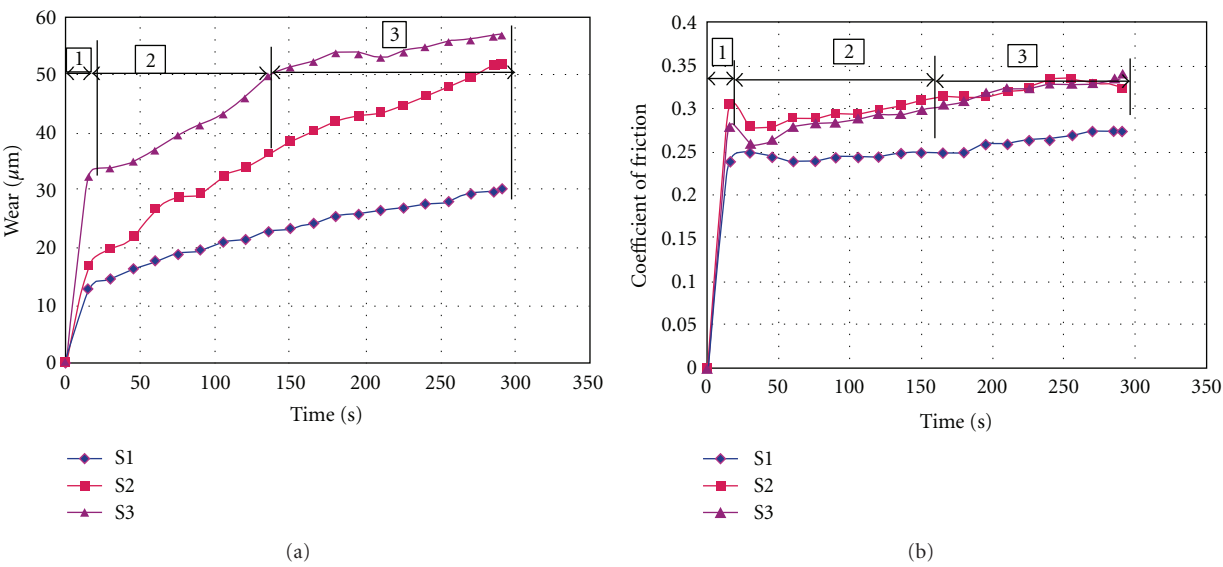 60
50
40
30
20
10
0
Wear (μm)
1
2
3
0 50 100 150 200 250 300 350
Time (s)
S1
S2
S3
(a)
0.4
0.35
0.3
0.25
0.2
0.15
0.1
0.05
0
Coefficient of friction
1
2
3
0 50 100 150 200 250 300 350
Time (s)
S1
S2
S3
(b)